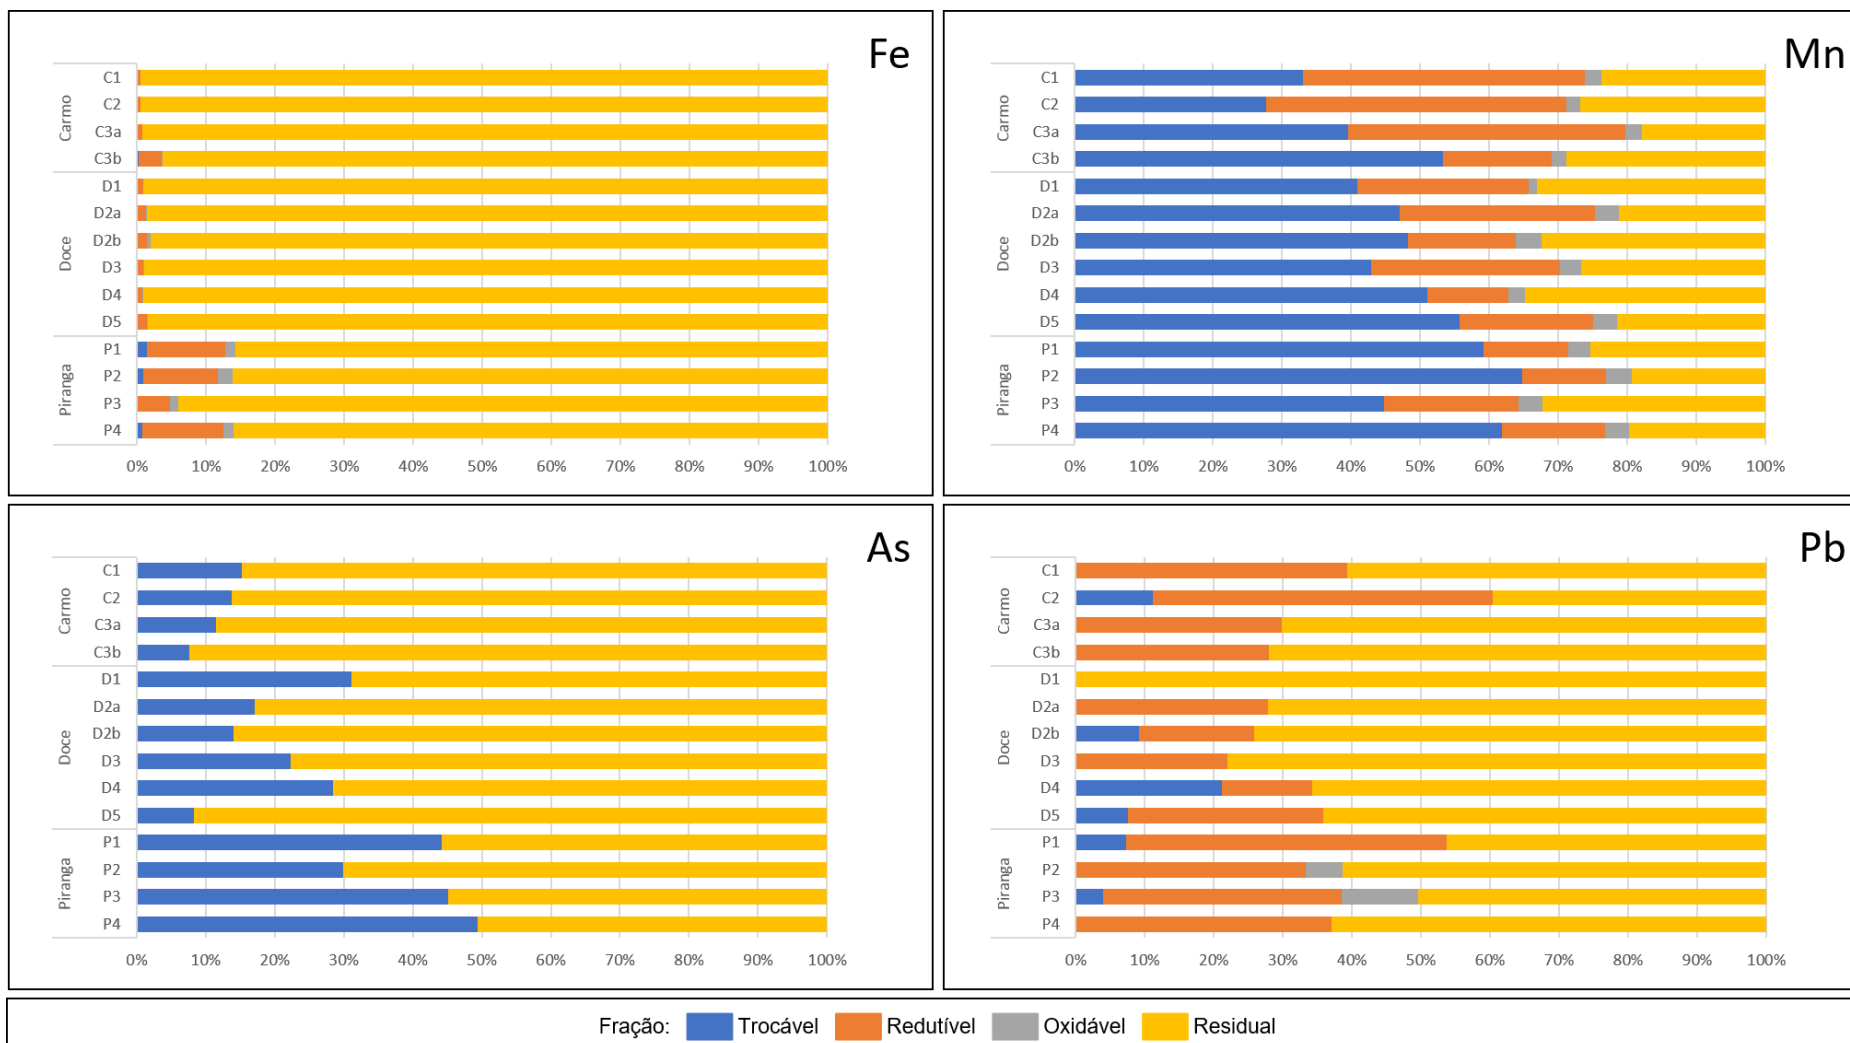 Fe
Carmo
C1
C2
C3a
C3b
Doce
D1
D2a
D2b
D3
D4
D5
Piranga
P1
P2
P3
P4
0% 10% 20% 30% 40% 50% 60% 70% 80% 90% 100%
Mn
Carmo
C1
C2
C3a
C3b
Doce
D1
D2a
D2b
D3
D4
D5
Piranga
P1
P2
P3
P4
0% 10% 20% 30% 40% 50% 60% 70% 80% 90% 100%
As
Carmo
C1
C2
C3a
C3b
Doce
D1
D2a
D2b
D3
D4
D5
Piranga
P1
P2
P3
P4
0% 10% 20% 30% 40% 50% 60% 70% 80% 90% 100%
Pb
Carmo
C1
C2
C3a
C3b
Doce
D1
D2a
D2b
D3
D4
D5
Piranga
P1
P2
P3
P4
0% 10% 20% 30% 40% 50% 60% 70% 80% 90% 100%
Fração: Trocável Redutível Oxidável Residual